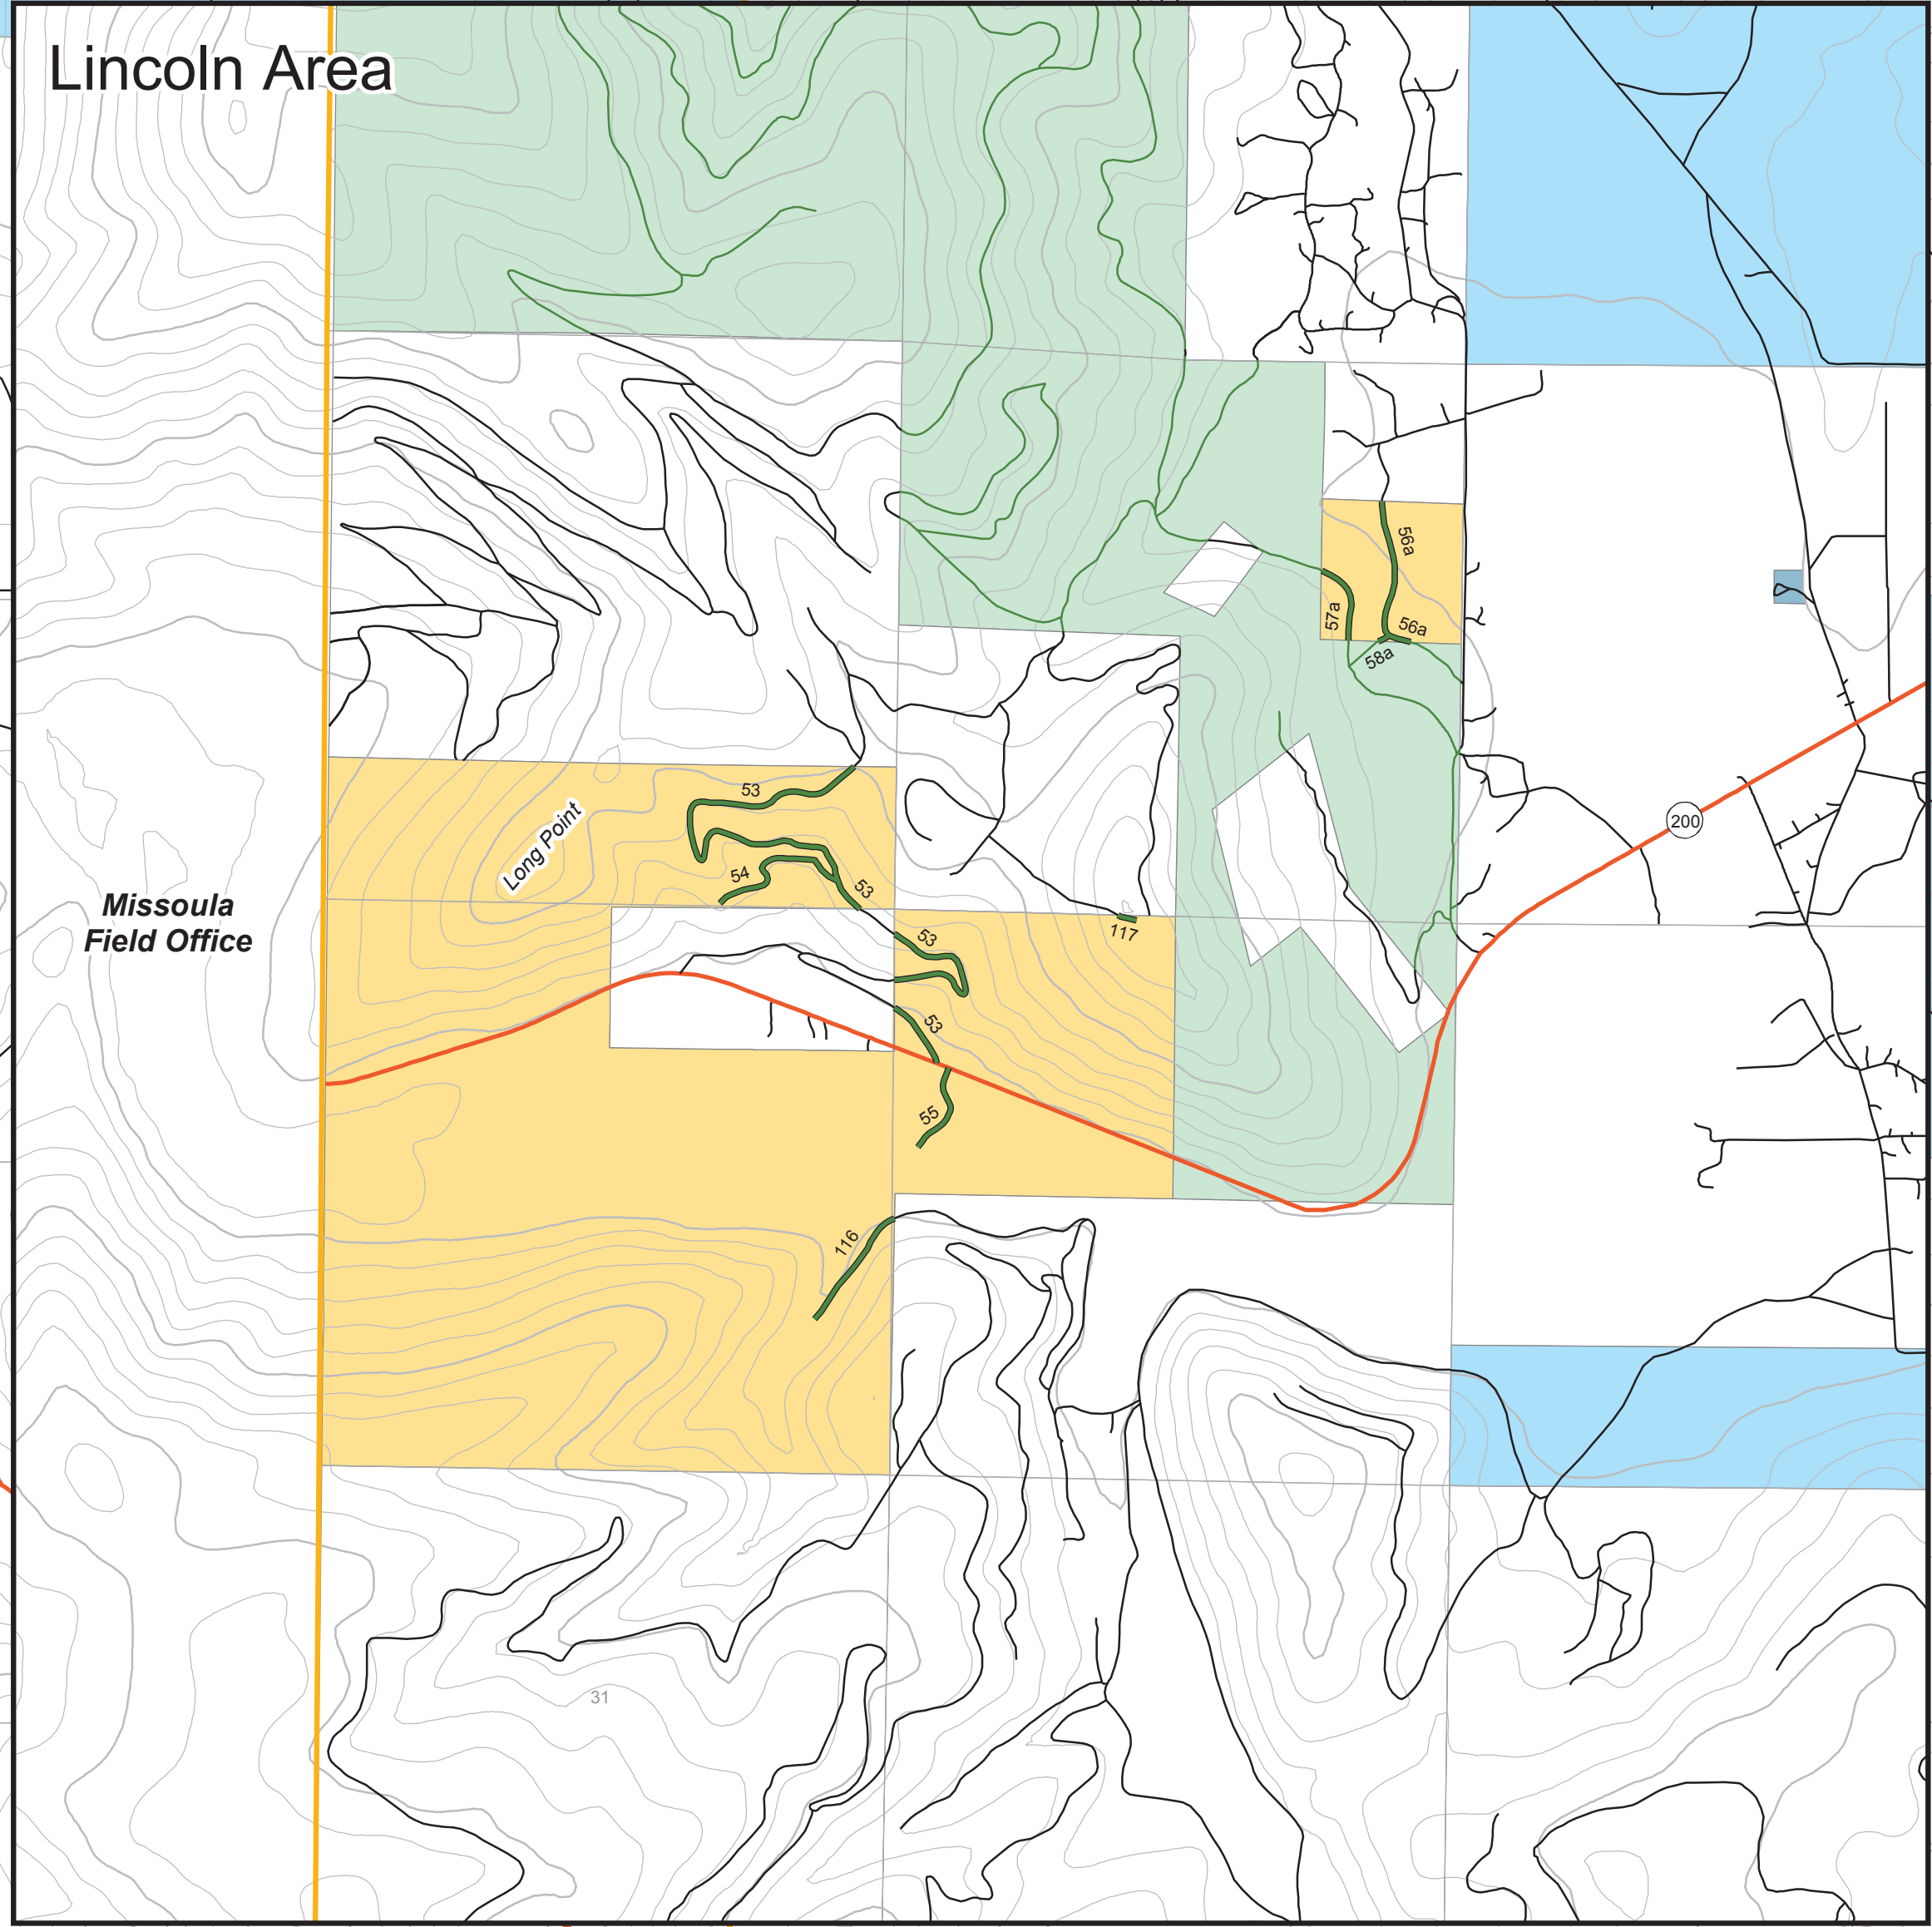 Lincoln Area
56a
57a
56a
58a
53
Long Point
54
53
200
Missoula
Field Office
53
117
53
55
116
31